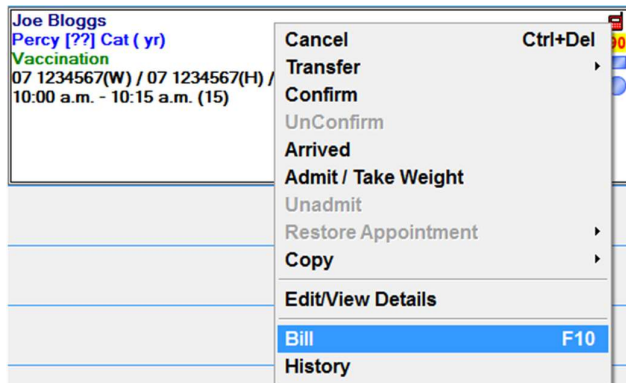 Joe Bloggs
Percy [??] Cat ( yr)
Vaccination
07 1234567(W) / 07 1234567(H) /
10:00 a.m. - 10:15 a.m. (15)
90
Cancel Ctrl+Del
Transfer
Confirm
UnConfirm
Arrived
Admit / Take Weight
Unadmit
Restore Appointment
Copy
Edit/View Details
Bill F10
History